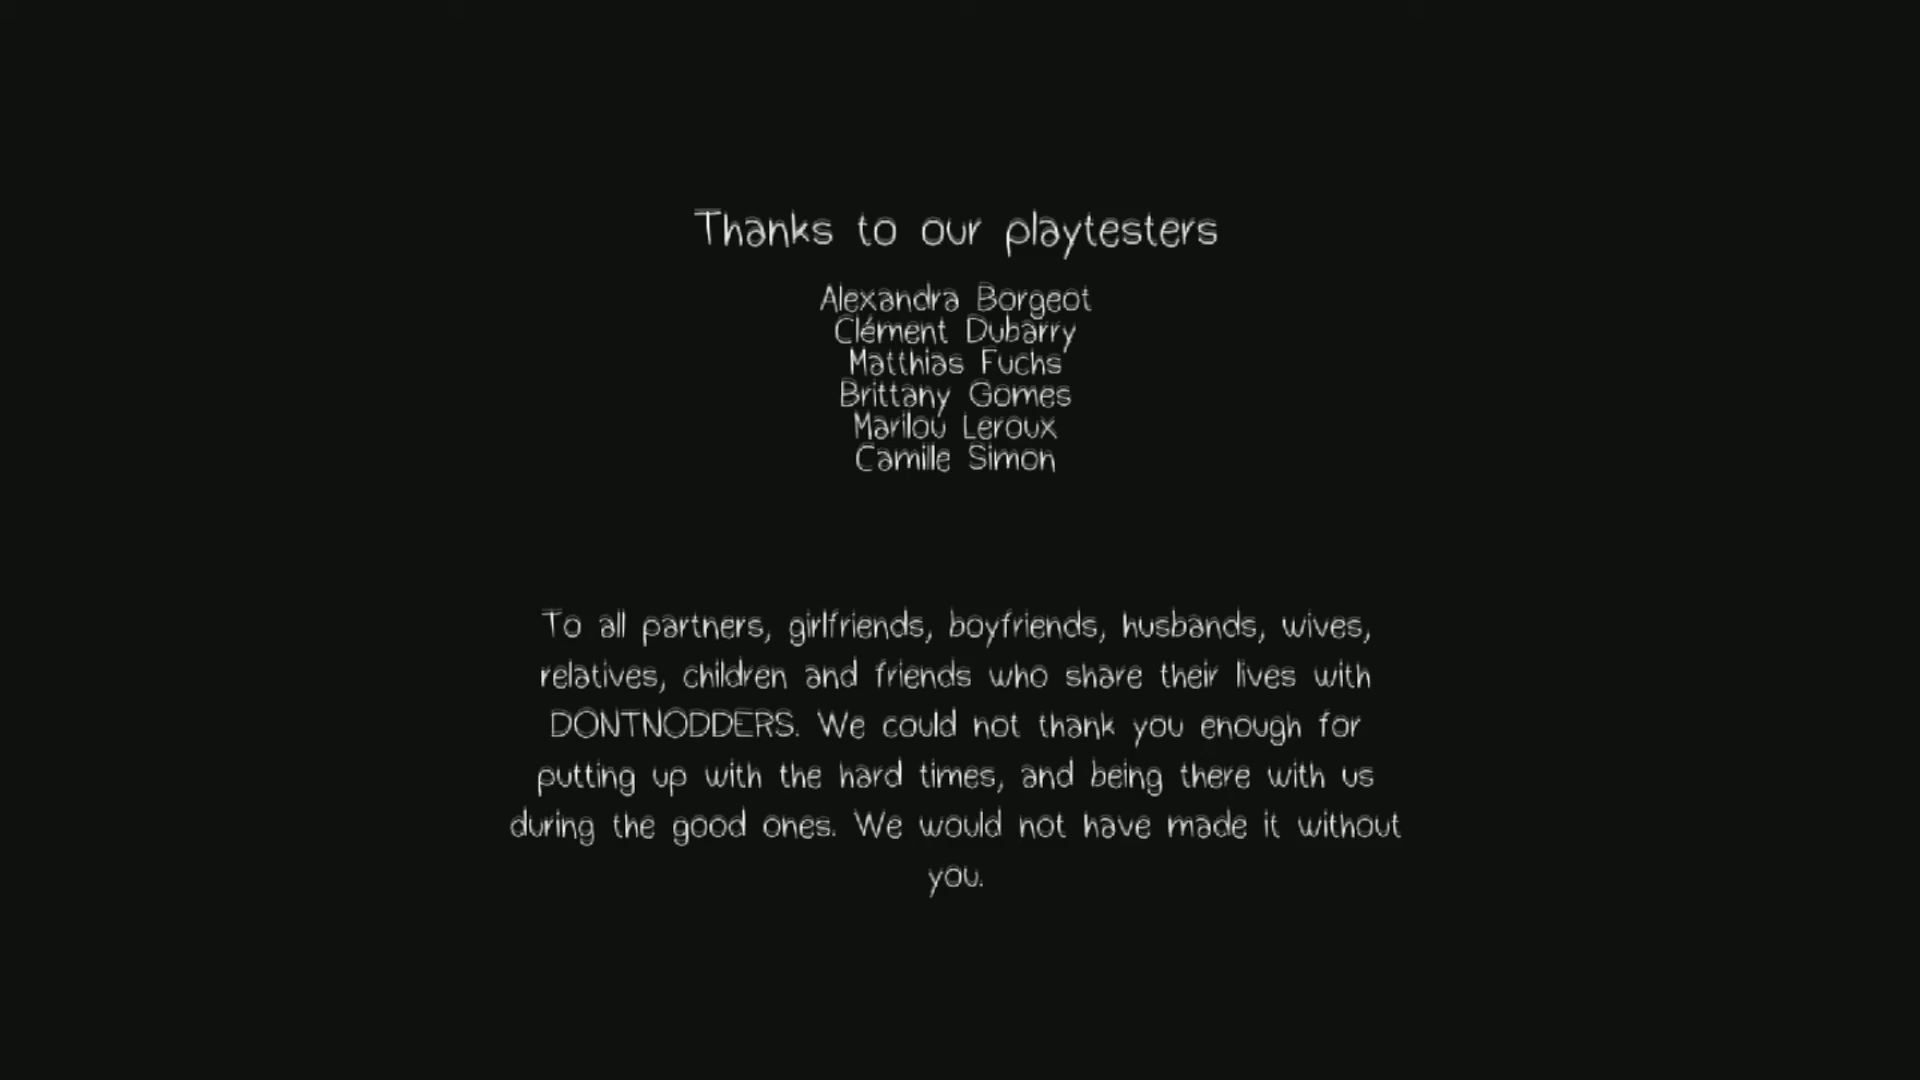 Thanks to our playtesters
Alexandra Borgeot
Clément Dubarry
Matthias Fuchs
Brittany Gomes
Marilou Leroux
Camille Simon
To all partners, girlfriends, boyfriends, husbands, wives,
relatives, children and friends who share their lives with
DONTNODDERS. We could not thank you enough for
putting up with the hard times, and being there with us
during the good ones. We would not have made it without
you.